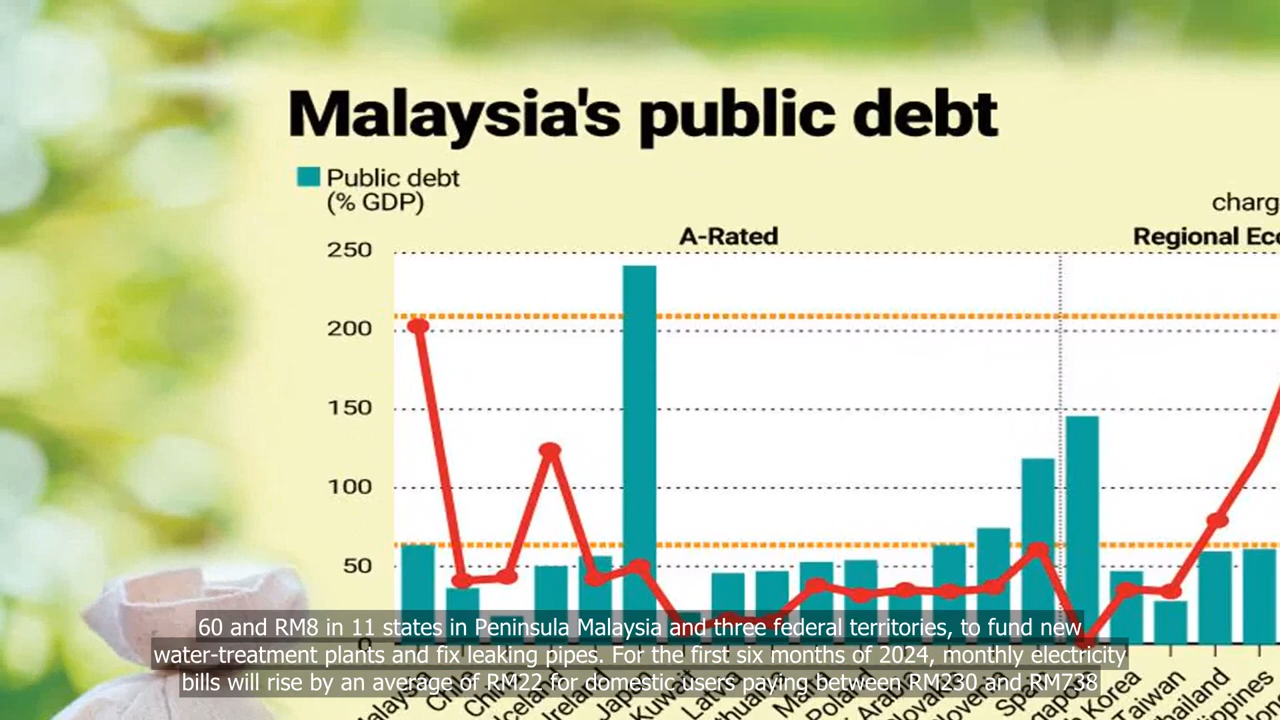 Malaysia's public debt
Public debt
(% GDP)
charg
A-Rated
Regional Eco
250
200
150
100
50
0
60 and RM8 in 11 states in Peninsula Malaysia and three federal territories, to fund new
water-treatment plants and fix leaking pipes. For the first six months of 2024, monthly electricity
bills will rise by an average of RM22 for domestic users paying between RM230 and RM738
Korea
Taiwan